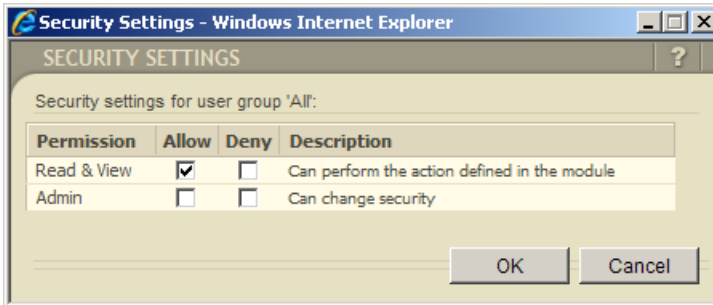 Security Settings - Windows Internet Explorer
SECURITY SETTINGS ?
Security settings for user group 'All':
Permission Allow Deny Description
Read & View Can perform the action defined in the module
Admin Can change security
OK Cancel